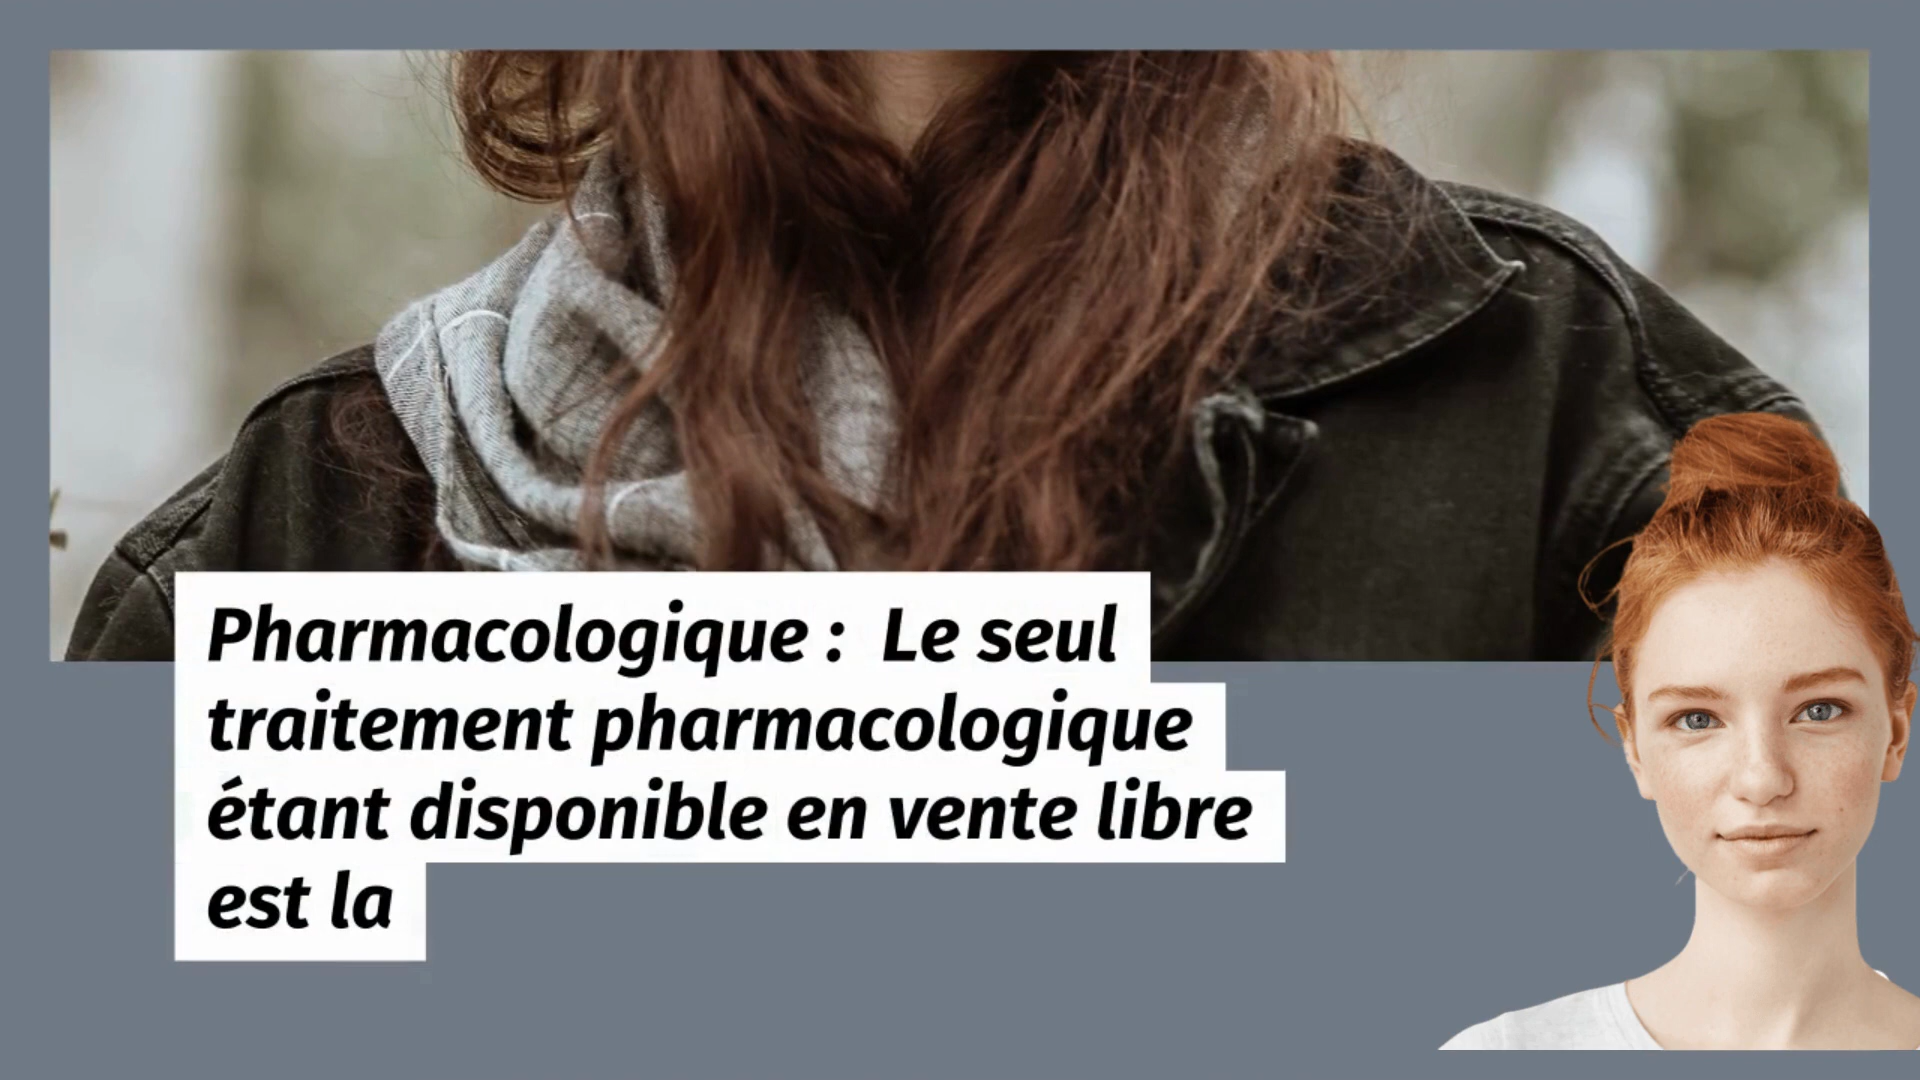 Pharmacologique :  Le seul
traitement pharmacologique
étant disponible en vente libre
est la